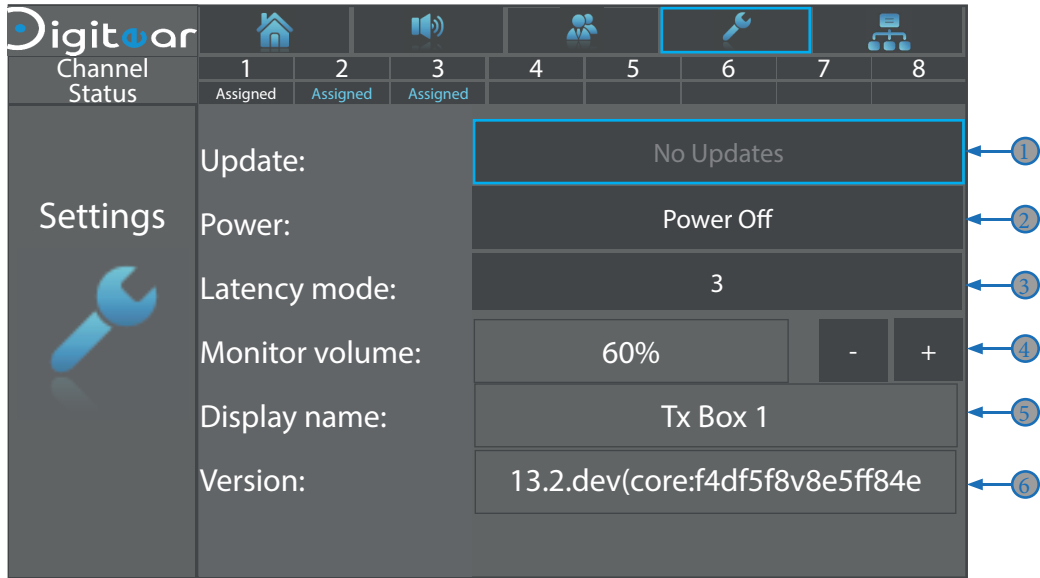 Digitear
Channel 1 2 3 4 5 6 7 8
Status Assigned Assigned Assigned
Settings
Update: No Updates 1
Power: Power Off 2
Latency mode: 3 3
Monitor volume: 60% - + 4
Display name: Tx Box 1 5
Version: 13.2.dev(core:f4df5f8v8e5ff84e 6